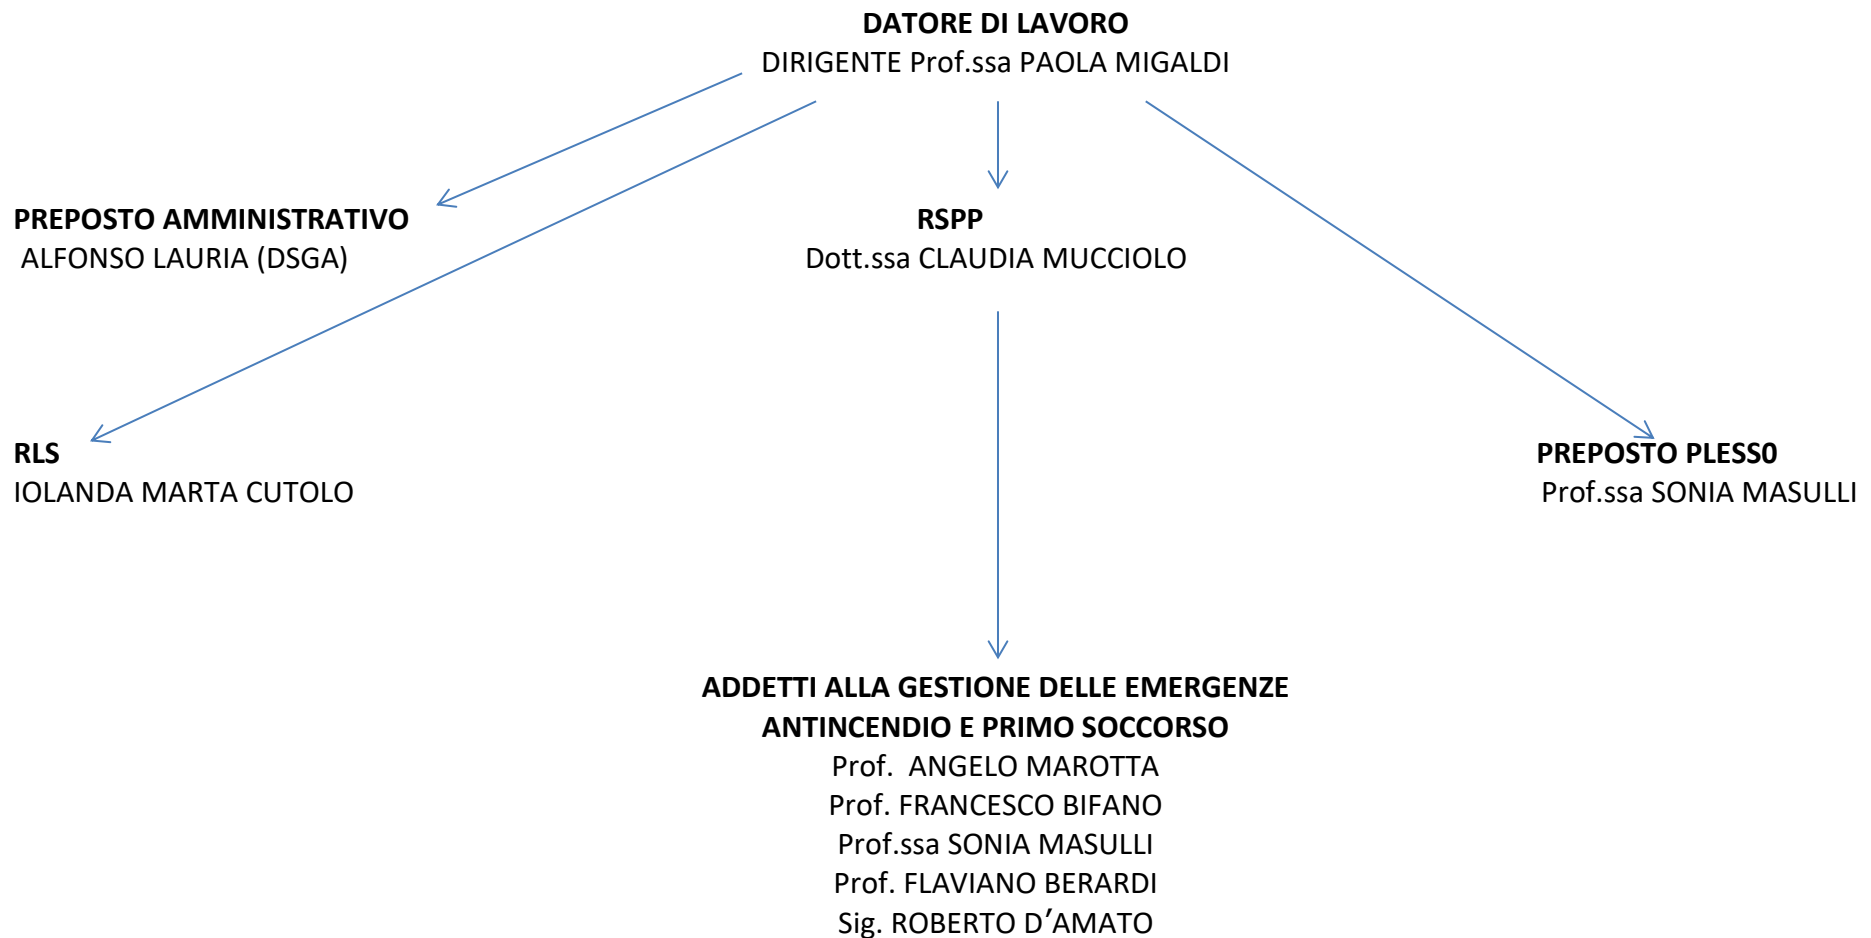 DATORE DI LAVORO
DIRIGENTE Prof.ssa PAOLA MIGALDI
PREPOSTO AMMINISTRATIVO
ALFONSO LAURIA (DSGA)
RSPP
Dott.ssa CLAUDIA MUCCIOLO
RLS
IOLANDA MARTA CUTOLO
PREPOSTO PLESS0
Prof.ssa SONIA MASULLI
ADDETTI ALLA GESTIONE DELLE EMERGENZE
ANTINCENDIO E PRIMO SOCCORSO
Prof. ANGELO MAROTTA
Prof. FRANCESCO BIFANO
Prof.ssa SONIA MASULLI
Prof. FLAVIANO BERARDI
Sig. ROBERTO D’AMATO